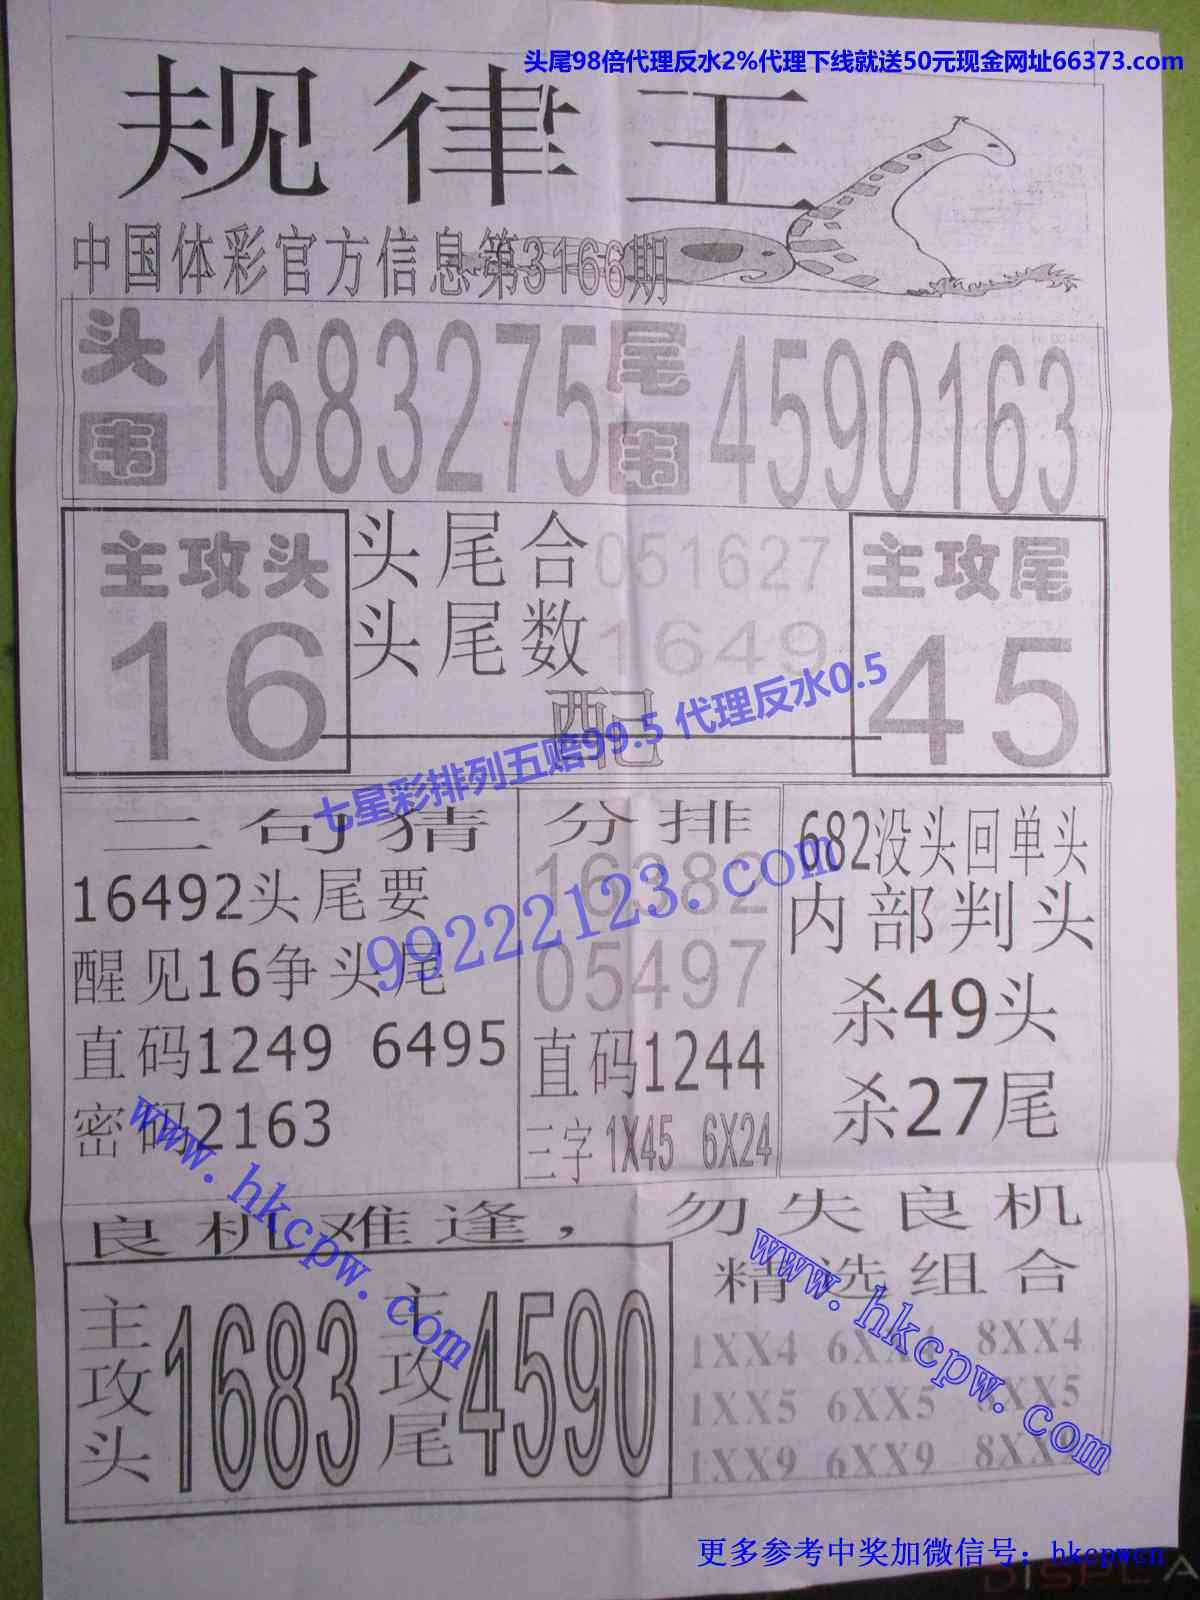 头尾98倍代理反水2%代理下线就送50元现金网址66373.com
规律王
中国体彩官方信息第3166期
头围 1683275 尾围 4590163
主攻头 16
头尾合 051627
头尾数 1649
配
主攻尾 45
七星彩排列五赔99.5 代理反水0.5
99222123.com
三句猜
16492头尾要
醒见16争头尾
直码1249 6495
密码2163
分排
16382
05497
直码1244
三字 1X45 6X24
682没头回单头
内部判头
杀49头
杀27尾
www.hkcpw.com
良机难逢，勿失良机
主攻头 1683 主攻尾 4590
精选组合
1XX4 6XX4 8XX4
1XX5 6XX5 8XX5
1XX9 6XX9 8XX9
www.hkcpw.com
更多参考中奖加微信号：hkcpwcn